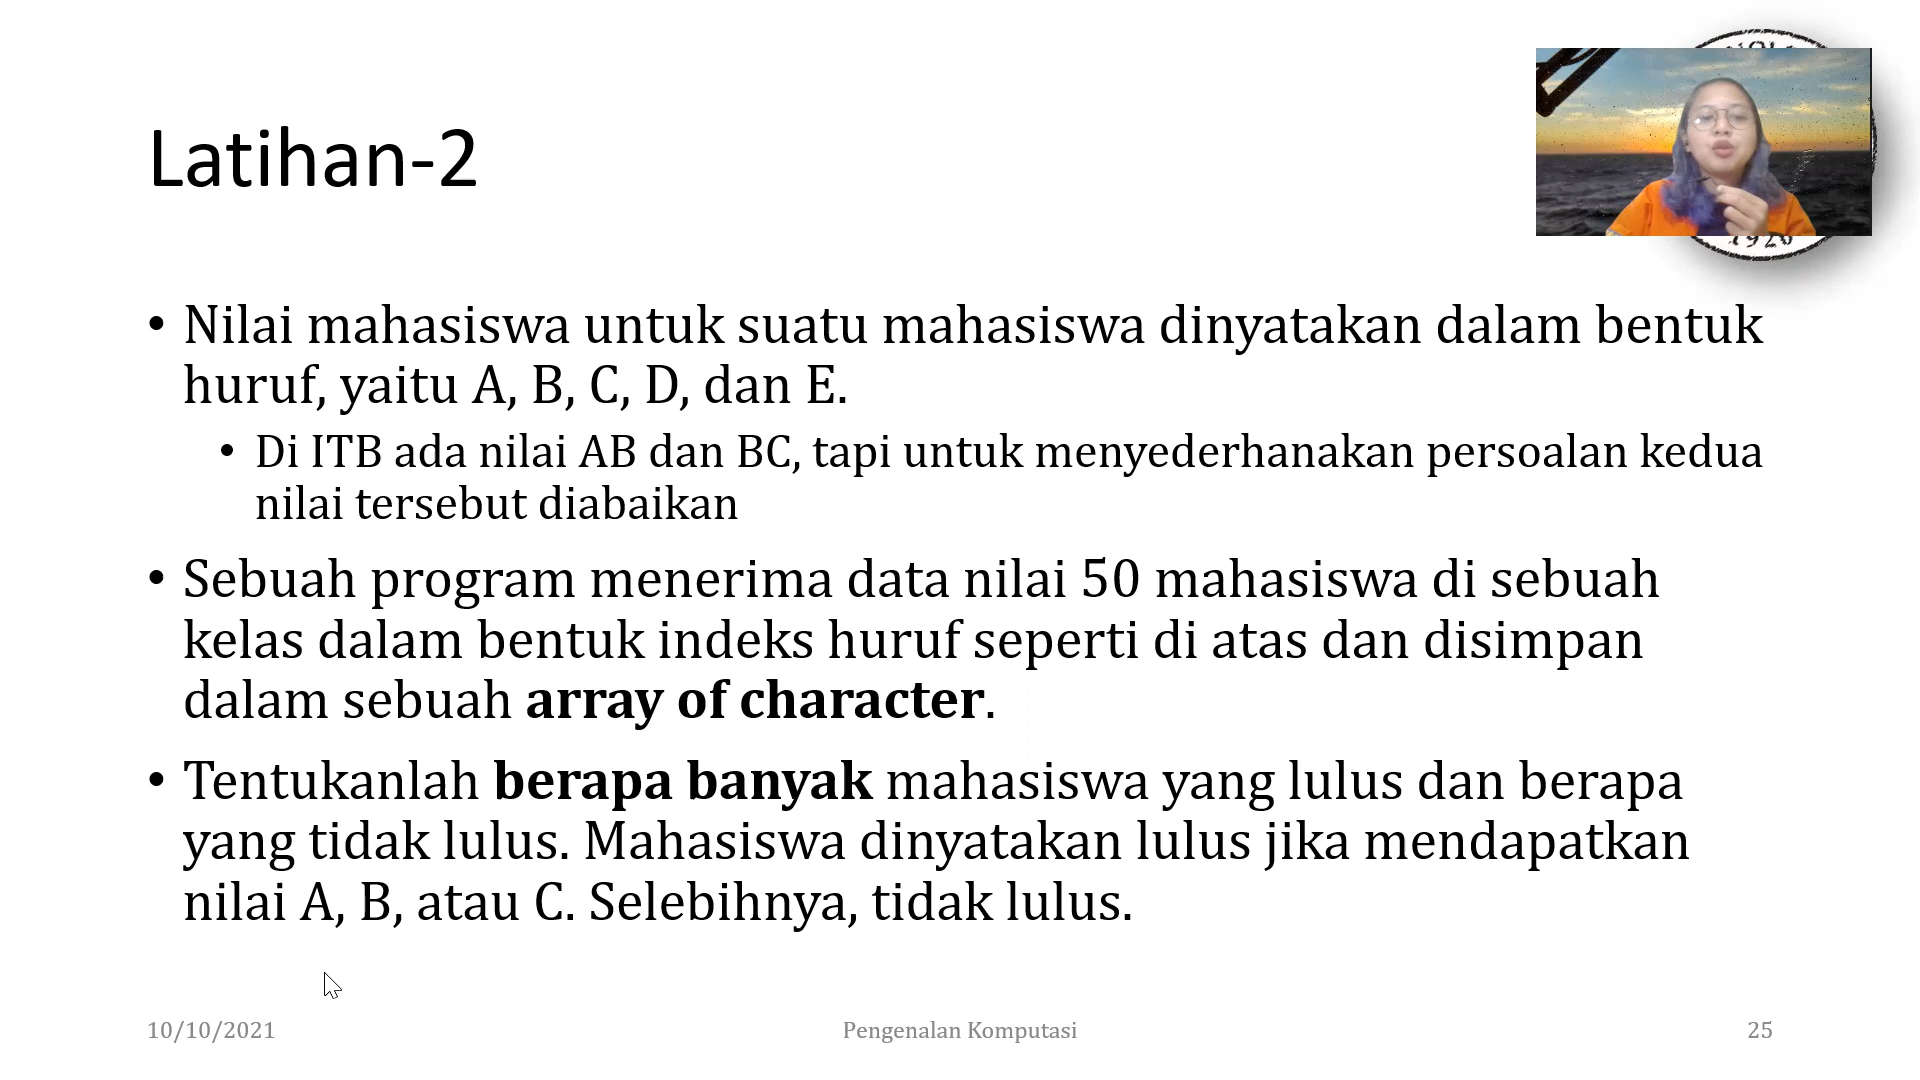 Latihan-2
• Nilai mahasiswa untuk suatu mahasiswa dinyatakan dalam bentuk
huruf, yaitu A, B, C, D, dan E.
• Di ITB ada nilai AB dan BC, tapi untuk menyederhanakan persoalan kedua
nilai tersebut diabaikan
• Sebuah program menerima data nilai 50 mahasiswa di sebuah
kelas dalam bentuk indeks huruf seperti di atas dan disimpan
dalam sebuah array of character.
• Tentukanlah berapa banyak mahasiswa yang lulus dan berapa
yang tidak lulus. Mahasiswa dinyatakan lulus jika mendapatkan
nilai A, B, atau C. Selebihnya, tidak lulus.
10/10/2021
Pengenalan Komputasi
25
1920